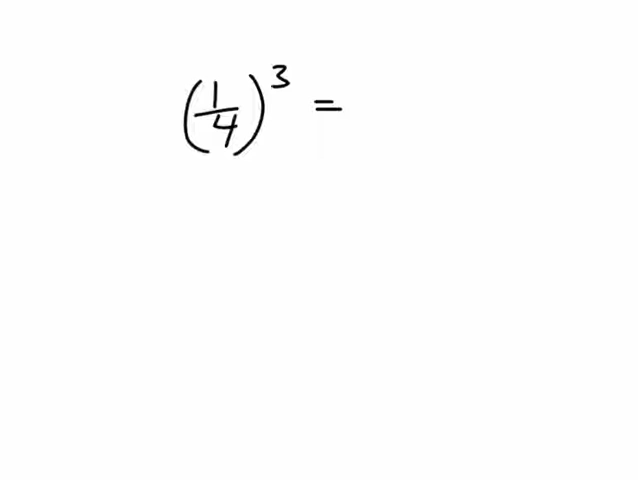 (1/4)³ =